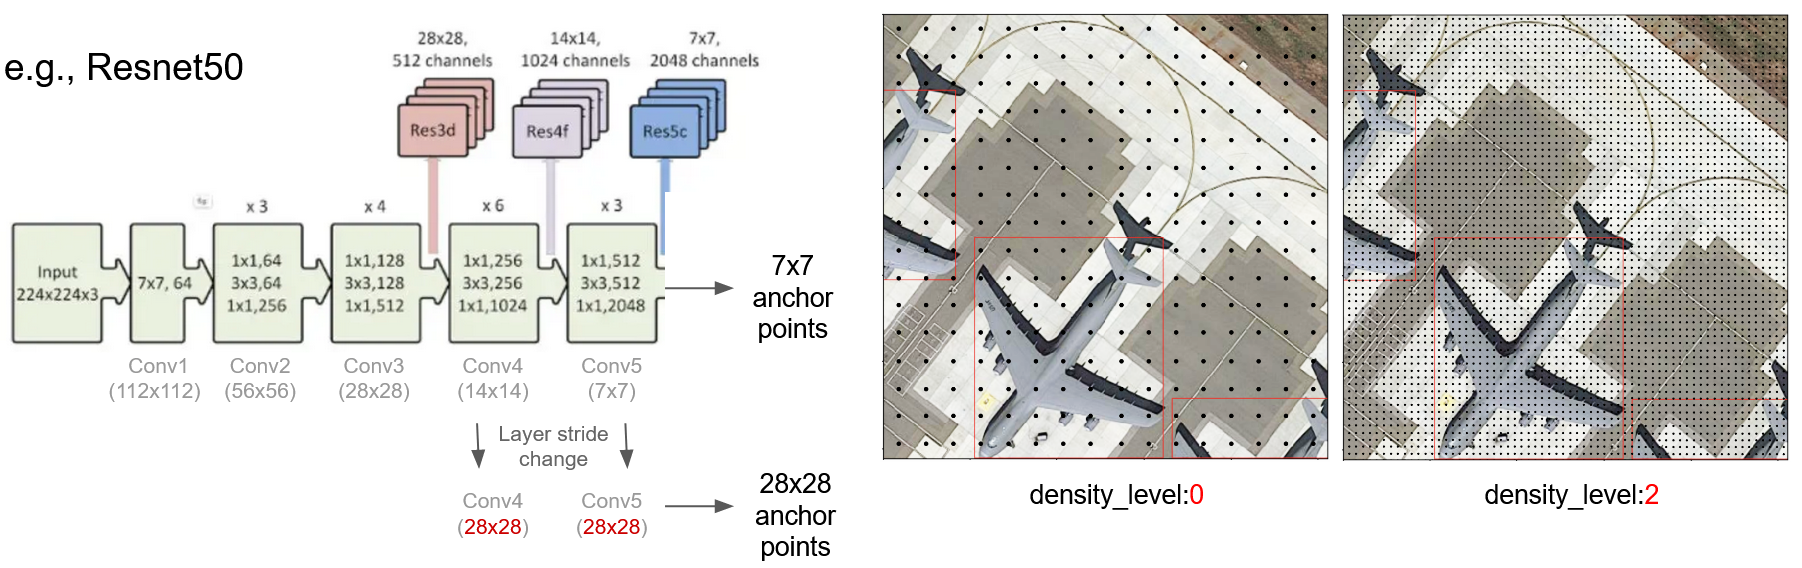 e.g., Resnet50
28x28,
512 channels
14x14,
1024 channels
7x7,
2048 channels
Res3d
Res4f
Res5c
x 3
x 4
x 6
x 3
Input
224x224x3
7x7, 64
1x1,64
3x3,64
1x1,256
1x1,128
3x3,128
1x1,512
1x1,256
3x3,256
1x1,1024
1x1,512
3x3,512
1x1,2048
7x7
anchor
points
Conv1
(112x112)
Conv2
(56x56)
Conv3
(28x28)
Conv4
(14x14)
Conv5
(7x7)
Layer stride
change
Conv4
(28x28)
Conv5
(28x28)
28x28
anchor
points
density_level:0
density_level:2